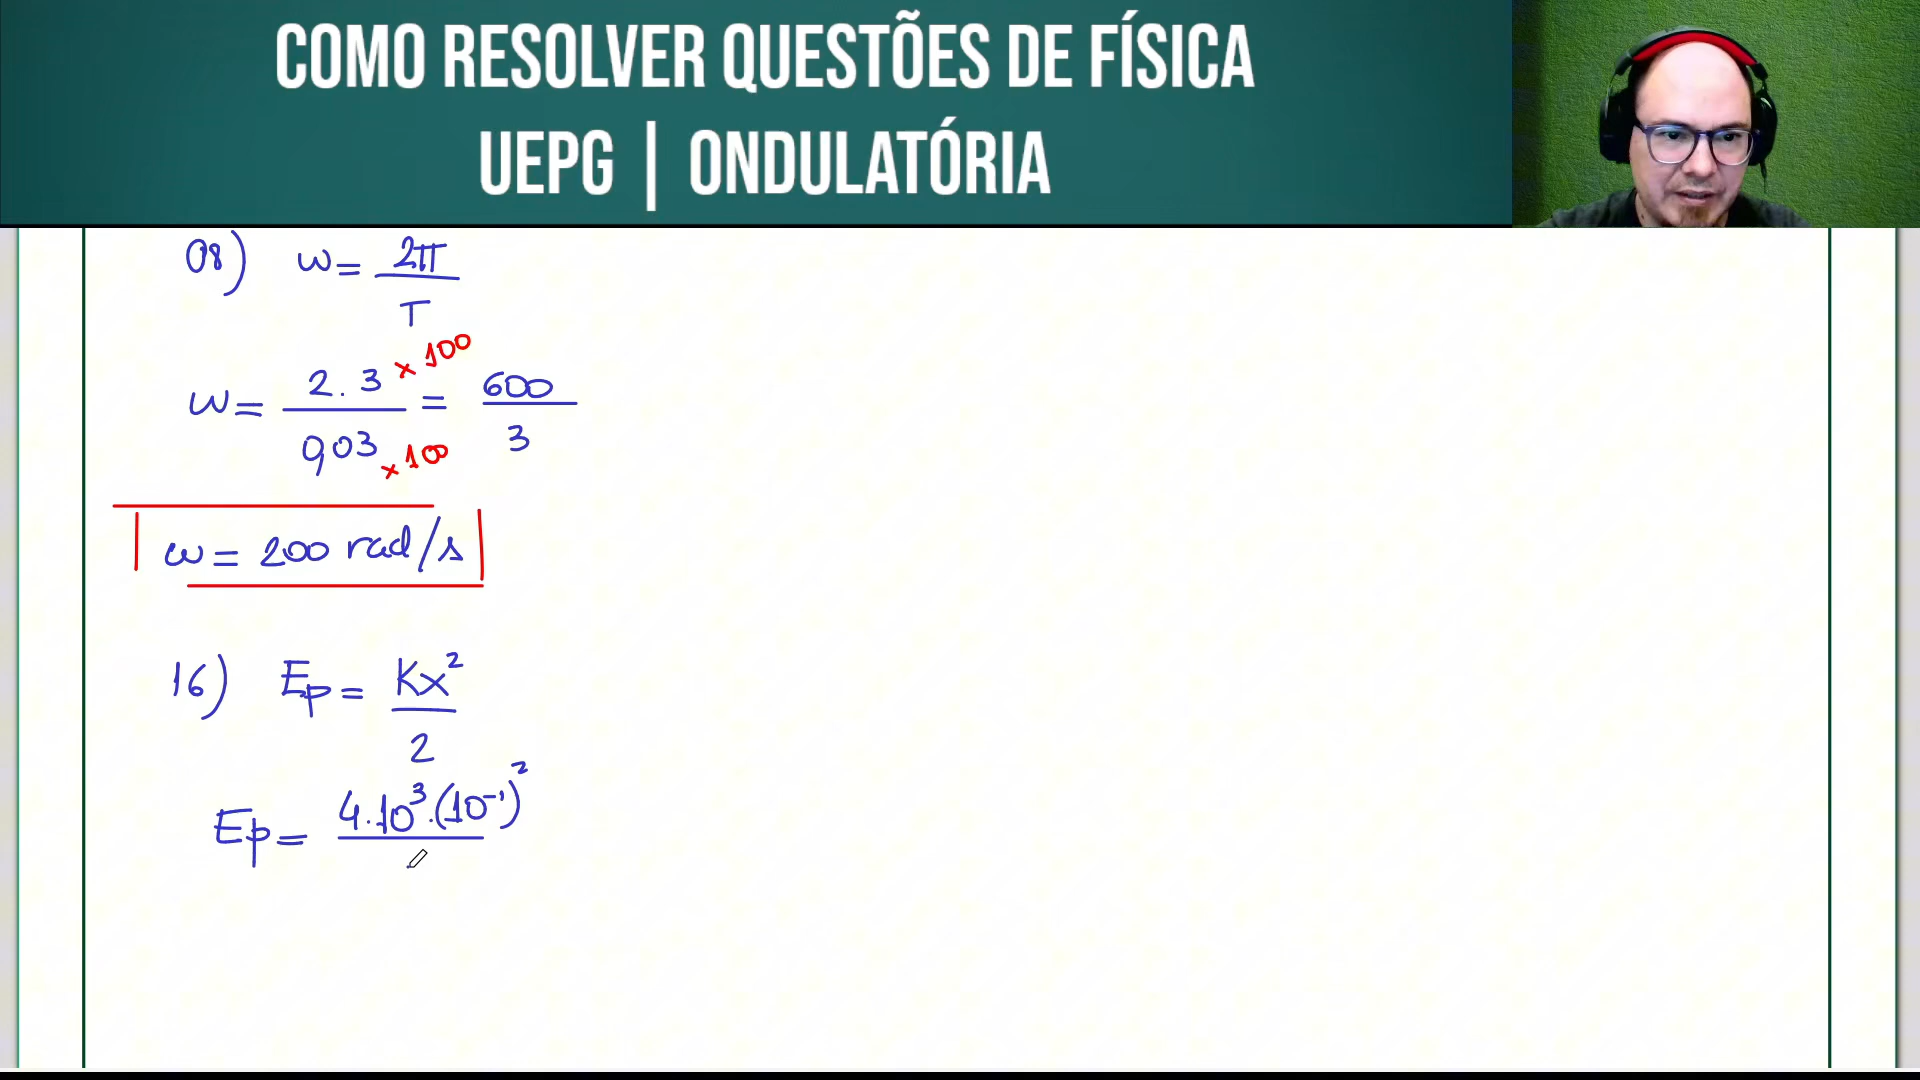 COMO RESOLVER QUESTÕES DE FÍSICA
UEPG | ONDULATÓRIA
08) ω = 2π / T
ω = 2.3 ×100 / 0,03 ×100 = 600 / 3
ω = 200 rad/s
16) Ep = Kx² / 2
Ep = 4.10³.(10⁻¹)²